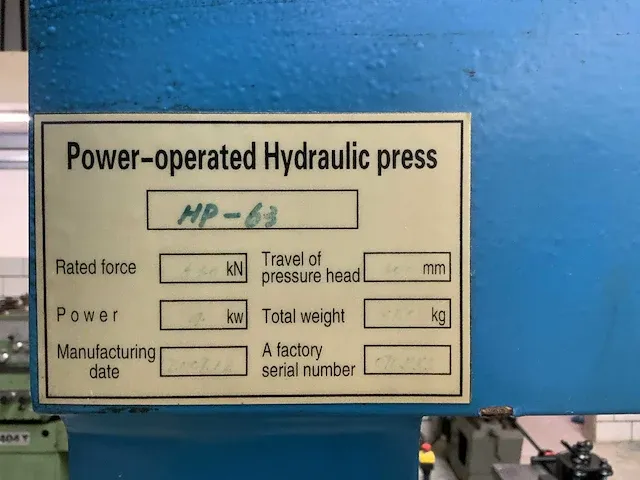 Power-operated Hydraulic press
HP-63
Rated force kN Travel of pressure head mm
Power kw Total weight kg
Manufacturing date A factory serial number
404Y